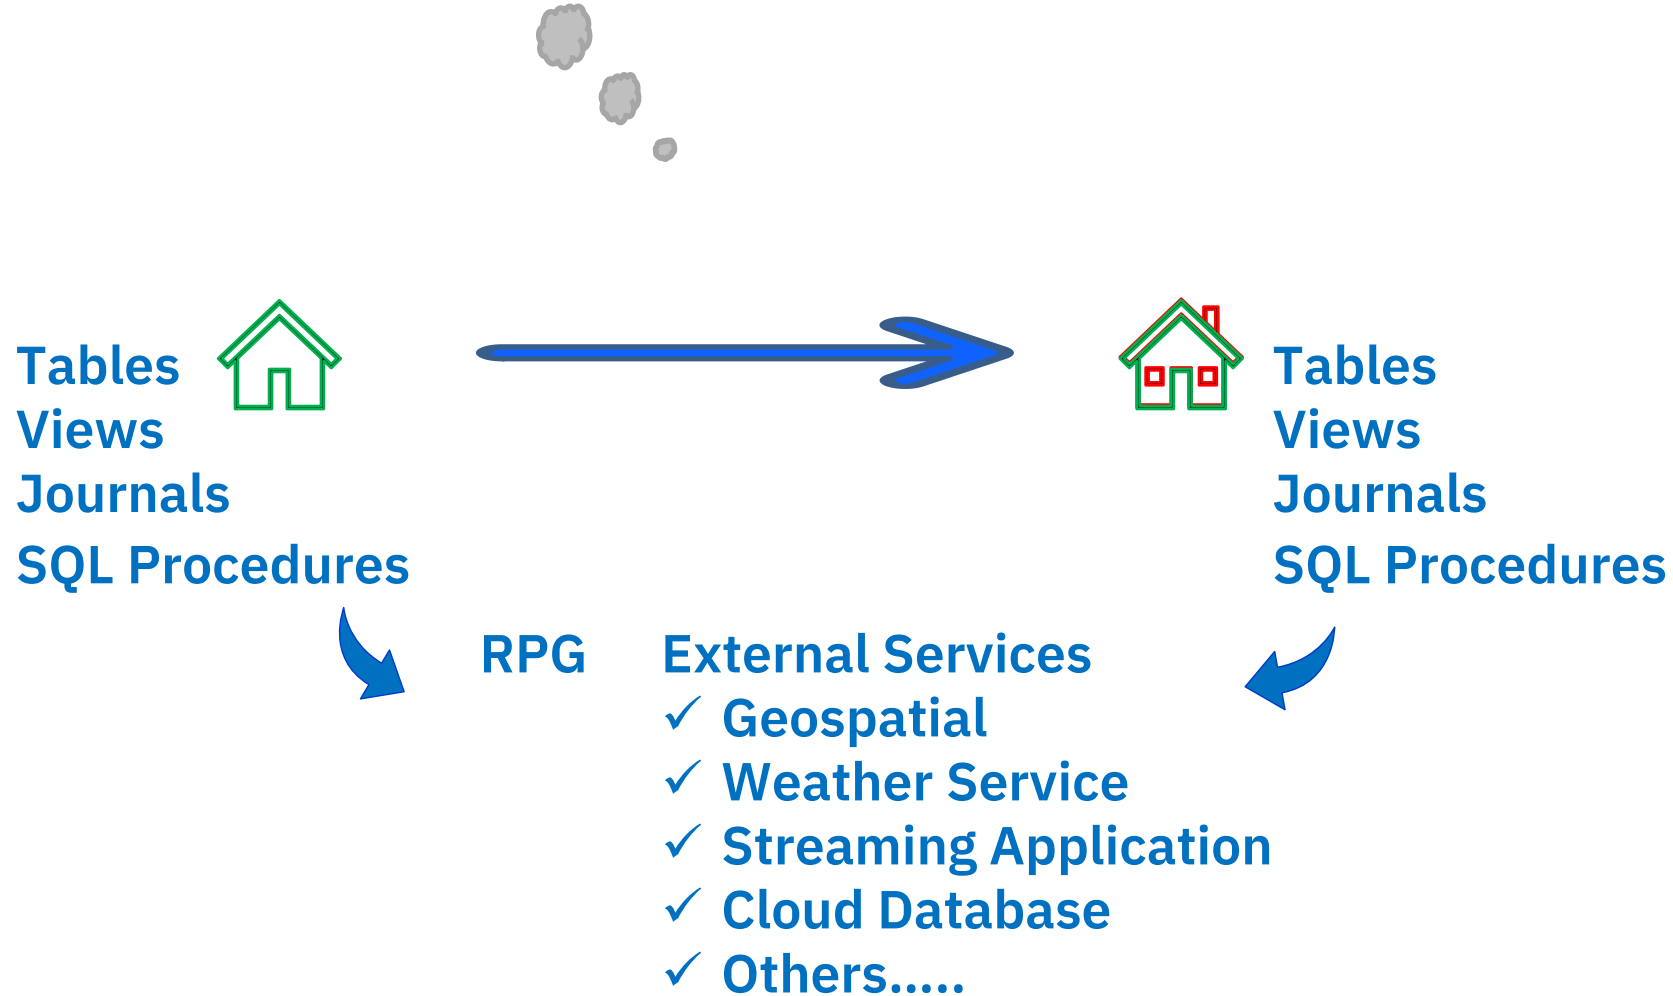 Tables
Views
Journals
SQL Procedures
Tables
Views
Journals
SQL Procedures
RPG
External Services
✓ Geospatial
✓ Weather Service
✓ Streaming Application
✓ Cloud Database
✓ Others.....